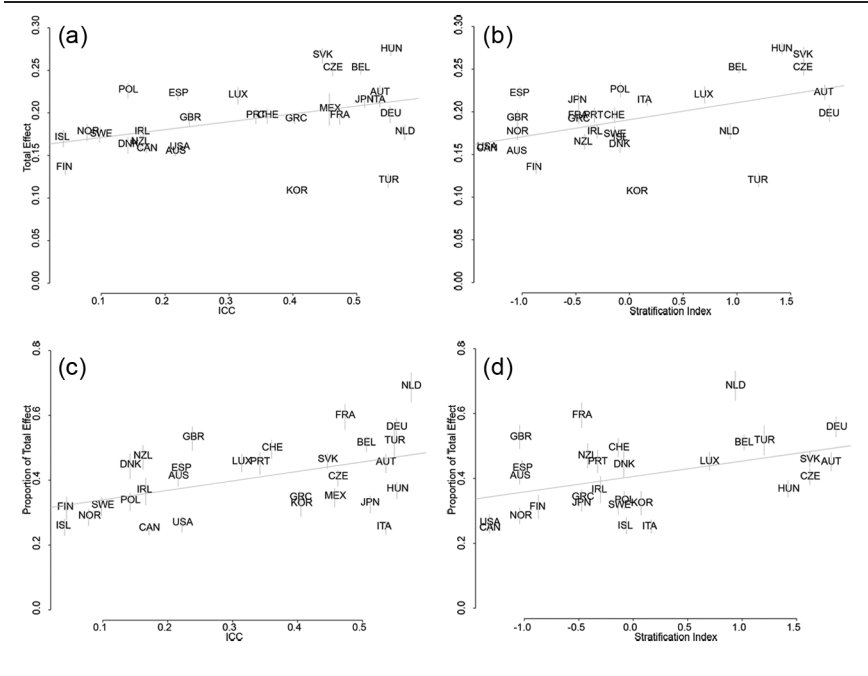 (a)
Total Effect
0.30
0.25
0.20
0.15
0.10
0.05
0.00
HUN
SVK
CZE BEL
POL ESP LUX AUT
JPN ITA
MEX
GBR PRT CHE GRC FRA DEU
ISL NOR SWE IRL NLD
DNK NZL
CAN USA
AUS
FIN
TUR
KOR
0.1 0.2 0.3 0.4 0.5
ICC
(b)
0.30
0.25
0.20
0.15
0.10
0.05
0.00
HUN SVK
BEL CZE
ESP POL LUX AUT
JPN ITA
GBR FRA PRT CHE DEU
GRC
NOR IRL SWE NLD
ISL
NZL DNK
USA
CAN AUS
FIN
TUR
KOR
-1.0 -0.5 0.0 0.5 1.0 1.5
Stratification Index
(c)
Proportion of Total Effect
0.8
0.6
0.4
0.2
0.0
NLD
FRA
DEU
GBR BEL TUR
CHE
NZL
DNK LUX PRT SVK AUT
ESP
AUS CZE
IRL HUN
POL GRC MEX
FIN SWE KOR JPN
NOR
ISL CAN USA ITA
0.1 0.2 0.3 0.4 0.5
ICC
(d)
Proportion of Total Effect
0.8
0.6
0.4
0.2
0.0
NLD
FRA
DEU
GBR BEL TUR
CHE
NZL
ESP PRT DNK LUX SVK AUT
AUS CZE
IRL HUN
GRC
JPN POL KOR
FIN SWE
NOR
USA
CAN ISL ITA
-1.0 -0.5 0.0 0.5 1.0 1.5
Stratification Index